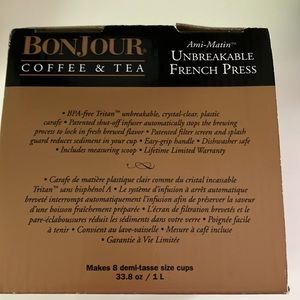 BONJOUR®
COFFEE & TEA
Ami-Matin™
UNBREAKABLE
FRENCH PRESS
• BPA-free Tritan™ unbreakable, crystal-clear, plastic
carafe • Patented shut-off infuser automatically stops the brewing
process to lock in fresh brewed flavor • Patented filter screen and splash
guard reduces sediment in your cup • Easy-grip handle • Dishwasher safe
• Includes measuring scoop • Lifetime Limited Warranty
• Carafe de matière plastique clair comme du cristal incassable
Tritan™ sans bisphénol A • Le système d'infusion à arrêt automatique
breveté interrompt automatiquement l'infusion afin de préserver la saveur
d'une boisson fraîchement préparée • L'écran de filtration breveté et le
pare-éclaboussures réduit les sédiments dans votre verre • Poignée facile
à tenir • Convient au lave-vaisselle • Mesure à café incluse
• Garantie à Vie Limitée
Makes 8 demi-tasse size cups
33.8 oz / 1 L